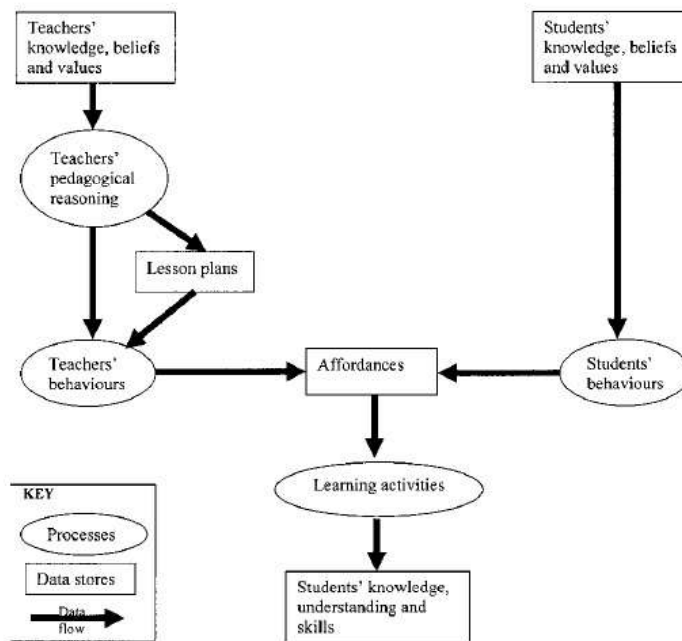 Teachers'
knowledge, beliefs
and values
Students'
knowledge, beliefs
and values
Teachers'
pedagogical
reasoning
Lesson plans
Teachers'
behaviours
Affordances
Students'
behaviours
Learning activities
Students' knowledge,
understanding and
skills
KEY
Processes
Data stores
Data
flow